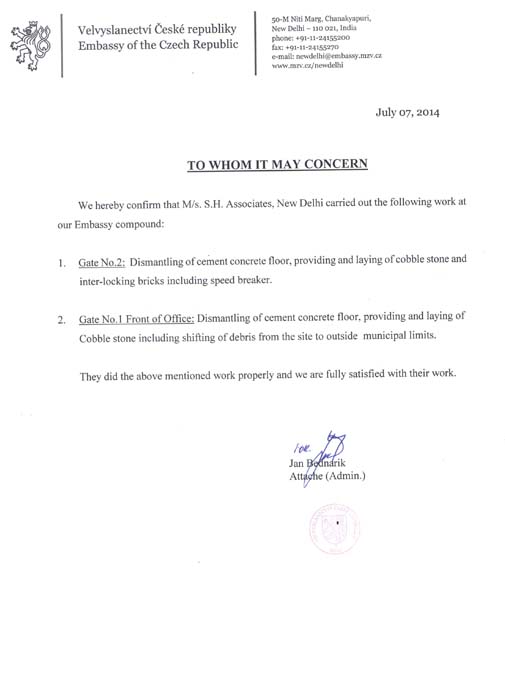 Velvyslanectví České republiky
Embassy of the Czech Republic
50-M Niti Marg, Chanakyapuri,
New Delhi – 110 021, India
phone: +91-11-24155200
fax: +91-11-24155270
e-mail: newdelhi@embassy.mzv.cz
www.mzv.cz/newdelhi
July 07, 2014
TO WHOM IT MAY CONCERN
We hereby confirm that M/s. S.H. Associates, New Delhi carried out the following work at
our Embassy compound:
1. Gate No.2: Dismantling of cement concrete floor, providing and laying of cobble stone and
inter-locking bricks including speed breaker.
2. Gate No.1 Front of Office: Dismantling of cement concrete floor, providing and laying of
Cobble stone including shifting of debris from the site to outside municipal limits.
They did the above mentioned work properly and we are fully satisfied with their work.
Jan Bednárik
Attache (Admin.)